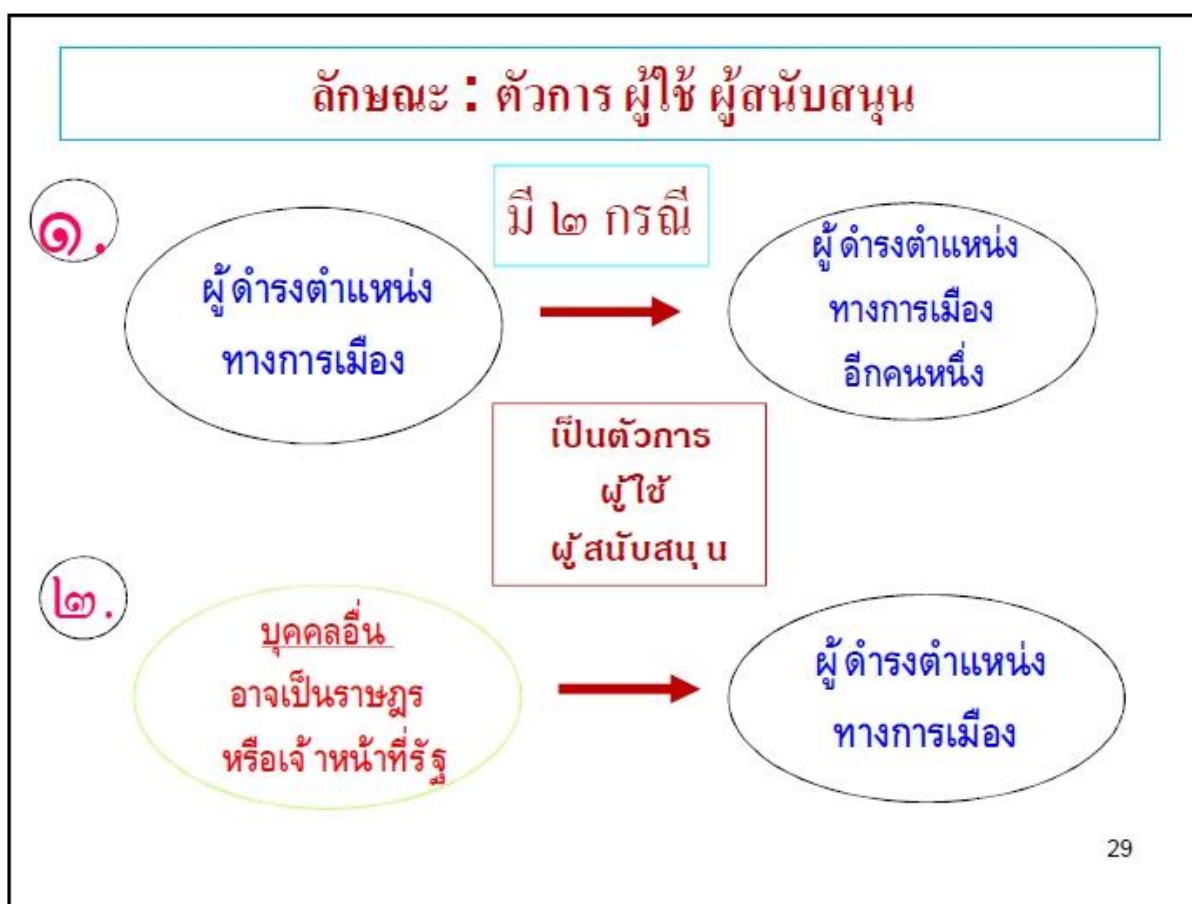 ลักษณะ : ตัวการ ผู้ใช้ ผู้สนับสนุน
มี ๒ กรณี
๑.
ผู้ดำรงตำแหน่ง
ทางการเมือง
ผู้ดำรงตำแหน่ง
ทางการเมือง
อีกคนหนึ่ง
เป็นตัวการ
ผู้ใช้
ผู้สนับสนุน
๒.
บุคคลอื่น
อาจเป็นราษฎร
หรือเจ้าหน้าที่รัฐ
ผู้ดำรงตำแหน่ง
ทางการเมือง
29